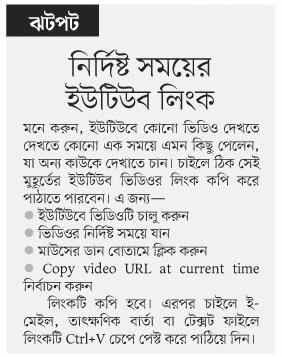 ঝটপট
নির্দিষ্ট সময়ের
ইউটিউব লিংক
মনে করুন, ইউটিউবে কোনো ভিডিও দেখতে
দেখতে কোনো এক সময়ে এমন কিছু পেলেন,
যা অন্য কাউকে দেখাতে চান। চাইলে ঠিক সেই
মুহূর্তের ইউটিউব ভিডিওর লিংক কপি করে
পাঠাতে পারবেন। এ জন্য—
● ইউটিউবে ভিডিওটি চালু করুন
● ভিডিওর নির্দিষ্ট সময়ে যান
● মাউসের ডান বোতামে ক্লিক করুন
● Copy video URL at current time
নির্বাচন করুন
লিংকটি কপি হবে। এরপর চাইলে ই-
মেইল, তাৎক্ষণিক বার্তা বা টেক্সট ফাইলে
লিংকটি Ctrl+V চেপে পেস্ট করে পাঠিয়ে দিন।